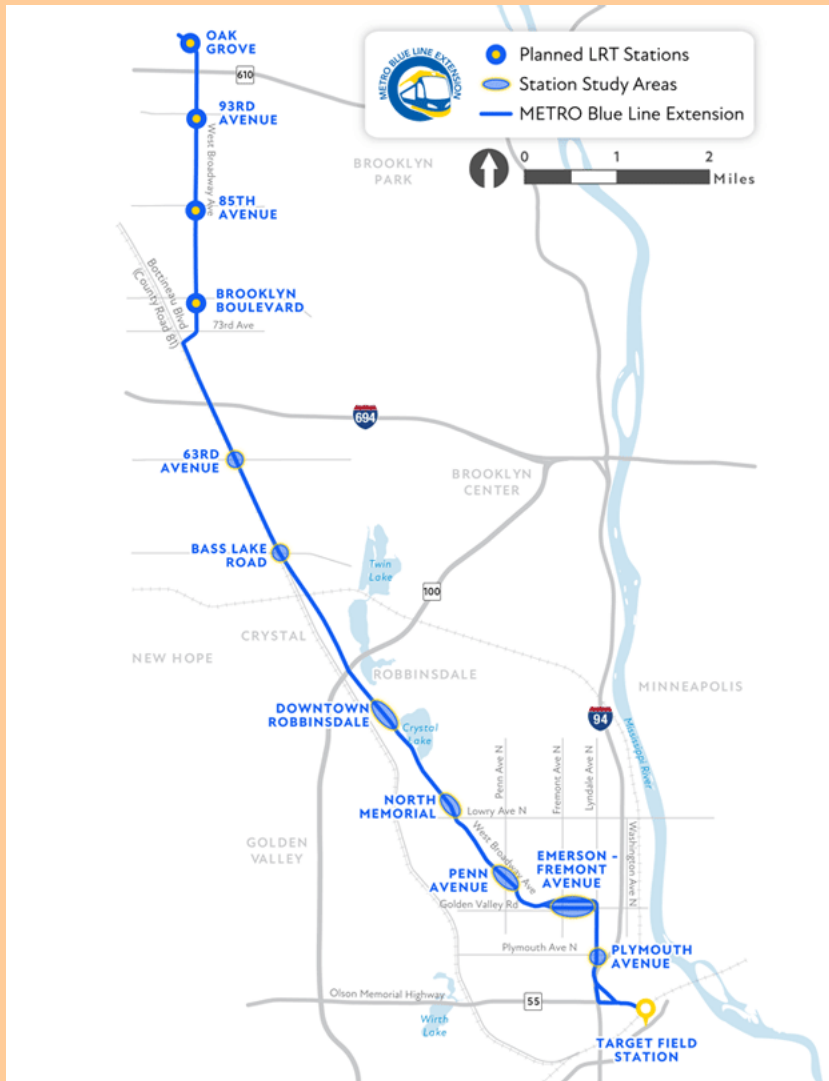 OAK
GROVE
610
METRO BLUE LINE EXTENSION
Planned LRT Stations
Station Study Areas
METRO Blue Line Extension
0 1 2
Miles
93RD
AVENUE
West Broadway Ave
BROOKLYN
PARK
85TH
AVENUE
Bottineau Blvd
(County Road 81)
BROOKLYN
BOULEVARD
73rd Ave
694
63RD
AVENUE
BROOKLYN
CENTER
BASS LAKE
ROAD
Twin
Lake
100
CRYSTAL
NEW HOPE
ROBBINSDALE
MINNEAPOLIS
DOWNTOWN
ROBBINSDALE
Crystal
Lake
94
Mississippi River
Penn Ave N
Fremont Ave N
Lyndale Ave N
NORTH
MEMORIAL
Lowry Ave N
Washington Ave N
GOLDEN
VALLEY
West Broadway Ave
PENN
AVENUE
EMERSON -
FREMONT
AVENUE
Golden Valley Rd
Plymouth Ave N
PLYMOUTH
AVENUE
Olson Memorial Highway
55
Wirth
Lake
TARGET FIELD
STATION